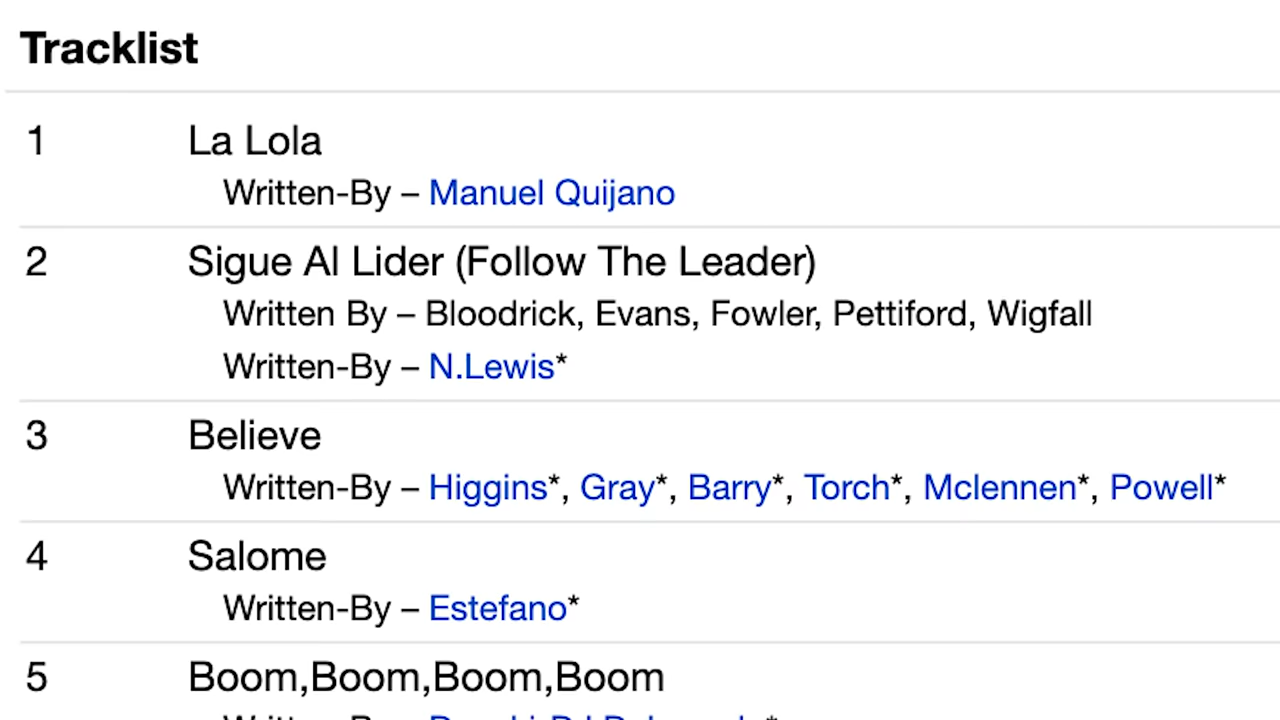 Tracklist
1 La Lola
Written-By – Manuel Quijano
2 Sigue Al Lider (Follow The Leader)
Written By – Bloodrick, Evans, Fowler, Pettiford, Wigfall
Written-By – N.Lewis*
3 Believe
Written-By – Higgins*, Gray*, Barry*, Torch*, Mclennen*, Powell*
4 Salome
Written-By – Estefano*
5 Boom,Boom,Boom,Boom